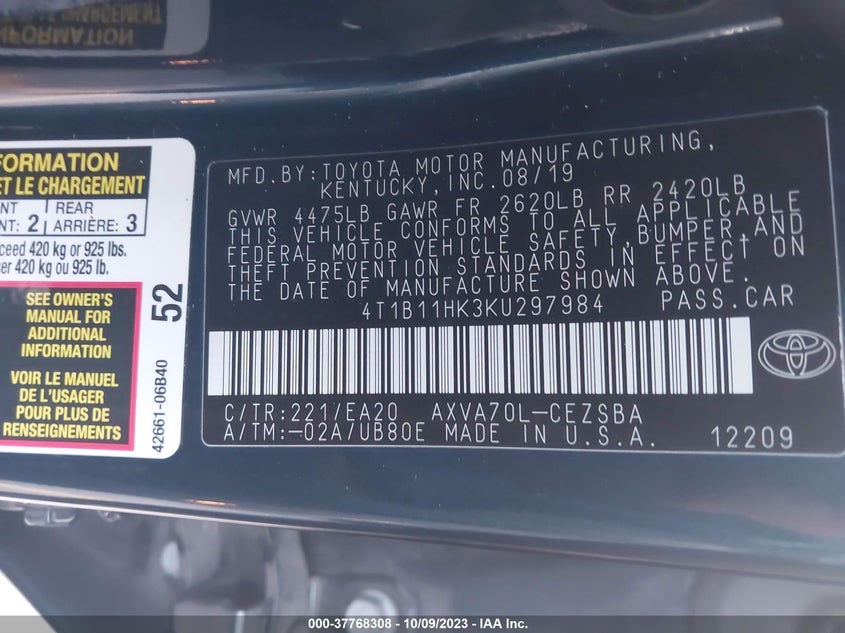 FORMATION
ET LE CHARGEMENT
NT 2 REAR
NT: ARRIÈRE: 3
ceed 420 kg or 925 lbs.
ser 420 kg ou 925 lb.
SEE OWNER'S
MANUAL FOR
ADDITIONAL
INFORMATION
VOIR LE MANUEL
DE L'USAGER
POUR PLUS DE
RENSEIGNEMENTS
52
42661-06B40
MFD.BY:TOYOTA MOTOR MANUFACTURING,
KENTUCKY,INC.08/19
GVWR 4475LB GAWR FR 2620LB RR 2420LB
THIS VEHICLE CONFORMS TO ALL APPLICABLE
FEDERAL MOTOR VEHICLE SAFETY,BUMPER,AND
THEFT PREVENTION STANDARDS IN EFFECT ON
THE DATE OF MANUFACTURE SHOWN ABOVE.
4T1B11HK3KU297984 PASS.CAR
C/TR:221/EA20 AXVA70L-CEZSBA
A/TM:-02A/UB80E MADE IN U.S.A. 12209
000-37768308 - 10/09/2023 - IAA Inc.